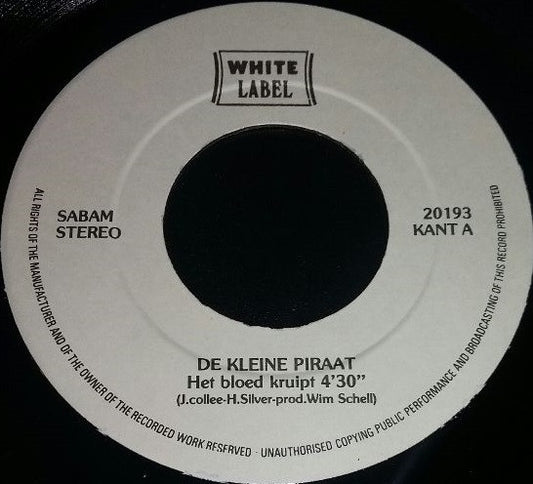 WHITE
LABEL
SABAM
STEREO
20193
KANT A
DE KLEINE PIRAAT
Het bloed kruipt 4'30"
(J.collee-H.Silver-prod.Wim Schell)
ALL RIGHTS OF THE MANUFACTURER AND OF THE OWNER OF THE RECORDED WORK RESERVED - UNAUTHORISED COPYING PUBLIC PERFORMANCE AND BROADCASTING OF THIS RECORD PROHIBITED